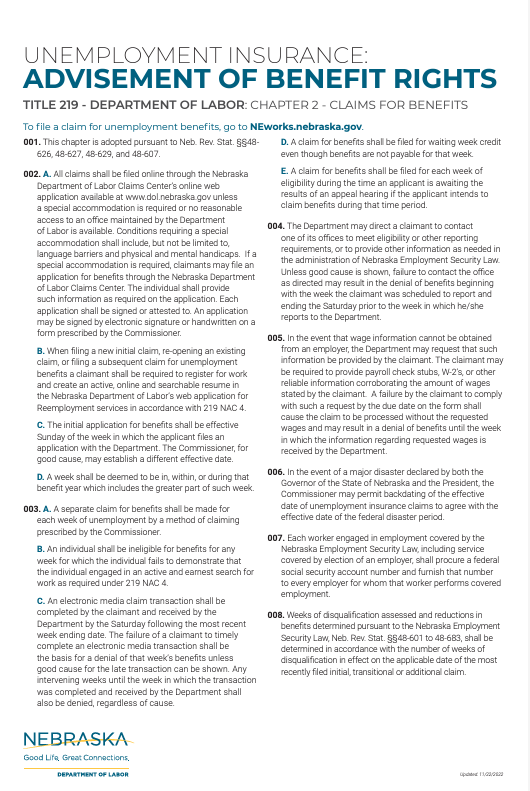 UNEMPLOYMENT INSURANCE:
ADVISEMENT OF BENEFIT RIGHTS
TITLE 219 - DEPARTMENT OF LABOR: CHAPTER 2 - CLAIMS FOR BENEFITS
To file a claim for unemployment benefits, go to NEworks.nebraska.gov.
001. This chapter is adopted pursuant to Neb. Rev. Stat. §§48-
626, 48-627, 48-629, and 48-607.
002. A. All claims shall be filed online through the Nebraska
Department of Labor Claims Center's online web
application available at www.dol.nebraska.gov unless
a special accommodation is required or no reasonable
access to an office maintained by the Department
of Labor is available. Conditions requiring a special
accommodation shall include, but not be limited to,
language barriers and physical and mental handicaps. If a
special accommodation is required, claimants may file an
application for benefits through the Nebraska Department
of Labor Claims Center. The individual shall provide
such information as required on the application. Each
application shall be signed or attested to. An application
may be signed by electronic signature or handwritten on a
form prescribed by the Commissioner.
B. When filing a new initial claim, re-opening an existing
claim, or filing a subsequent claim for unemployment
benefits a claimant shall be required to register for work
and create an active, online and searchable resume in
the Nebraska Department of Labor's web application for
Reemployment services in accordance with 219 NAC 4.
C. The initial application for benefits shall be effective
Sunday of the week in which the applicant files an
application with the Department. The Commissioner, for
good cause, may establish a different effective date.
D. A week shall be deemed to be in, within, or during that
benefit year which includes the greater part of such week.
003. A. A separate claim for benefits shall be made for
each week of unemployment by a method of claiming
prescribed by the Commissioner.
B. An individual shall be ineligible for benefits for any
week for which the individual fails to demonstrate that
the individual engaged in an active and earnest search for
work as required under 219 NAC 4.
C. An electronic media claim transaction shall be
completed by the claimant and received by the
Department by the Saturday following the most recent
week ending date. The failure of a claimant to timely
complete an electronic media transaction shall be
the basis for a denial of that week's benefits unless
good cause for the late transaction can be shown. Any
intervening weeks until the week in which the transaction
was completed and received by the Department shall
also be denied, regardless of cause.
D. A claim for benefits shall be filed for waiting week credit
even though benefits are not payable for that week.
E. A claim for benefits shall be filed for each week of
eligibility during the time an applicant is awaiting the
results of an appeal hearing if the applicant intends to
claim benefits during that time period.
004. The Department may direct a claimant to contact
one of its offices to meet eligibility or other reporting
requirements, or to provide other information as needed in
the administration of Nebraska Employment Security Law.
Unless good cause is shown, failure to contact the office
as directed may result in the denial of benefits beginning
with the week the claimant was scheduled to report and
ending the Saturday prior to the week in which he/she
reports to the Department.
005. In the event that wage information cannot be obtained
from an employer, the Department may request that such
information be provided by the claimant. The claimant may
be required to provide payroll check stubs, W-2's, or other
reliable information corroborating the amount of wages
stated by the claimant. A failure by the claimant to comply
with such a request by the due date on the form shall
cause the claim to be processed without the requested
wages and may result in a denial of benefits until the week
in which the information regarding requested wages is
received by the Department.
006. In the event of a major disaster declared by both the
Governor of the State of Nebraska and the President, the
Commissioner may permit backdating of the effective
date of unemployment insurance claims to agree with the
effective date of the federal disaster period.
007. Each worker engaged in employment covered by the
Nebraska Employment Security Law, including service
covered by election of an employer, shall procure a federal
social security account number and furnish that number
to every employer for whom that worker performs covered
employment.
008. Weeks of disqualification assessed and reductions in
benefits determined pursuant to the Nebraska Employment
Security Law, Neb. Rev. Stat. §§48-601 to 48-683, shall be
determined in accordance with the number of weeks of
disqualification in effect on the applicable date of the most
recently filed initial, transitional or additional claim.
NEBRASKA
Good Life. Great Connections.
DEPARTMENT OF LABOR
Updated: 11/22/2022